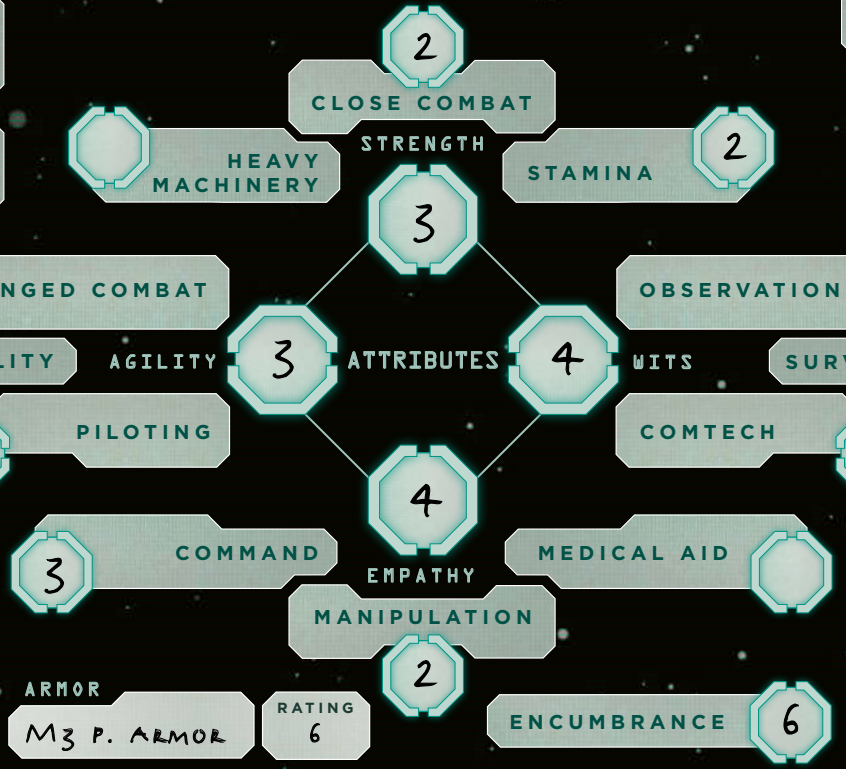 2
CLOSE COMBAT
STRENGTH
HEAVY
MACHINERY
STAMINA
2
3
NGED COMBAT
OBSERVATION
LITY
AGILITY
3
ATTRIBUTES
4
WITS
SURV
PILOTING
COMTECH
4
3
COMMAND
MEDICAL AID
EMPATHY
MANIPULATION
2
ARMOR
M3 P. ARMOR
RATING
6
ENCUMBRANCE
6